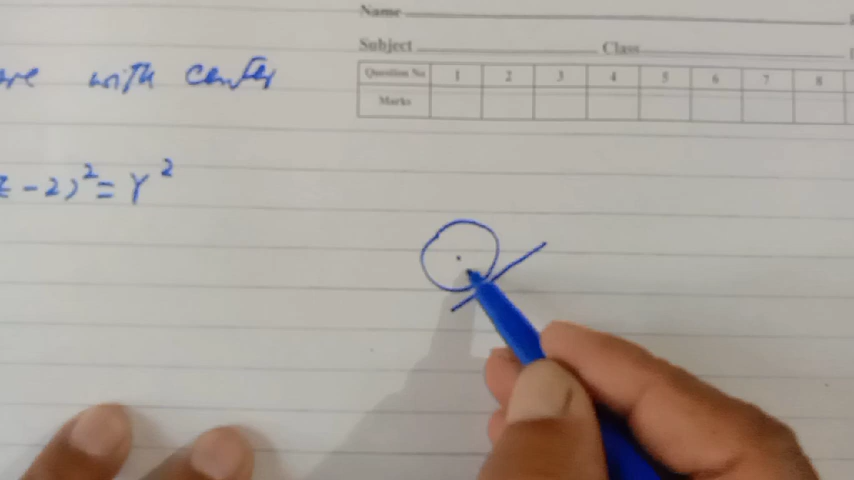 Name
Subject Class
Question No 1 2 3 4 5 6 7 8
Marks
with center
- 2)² = r²